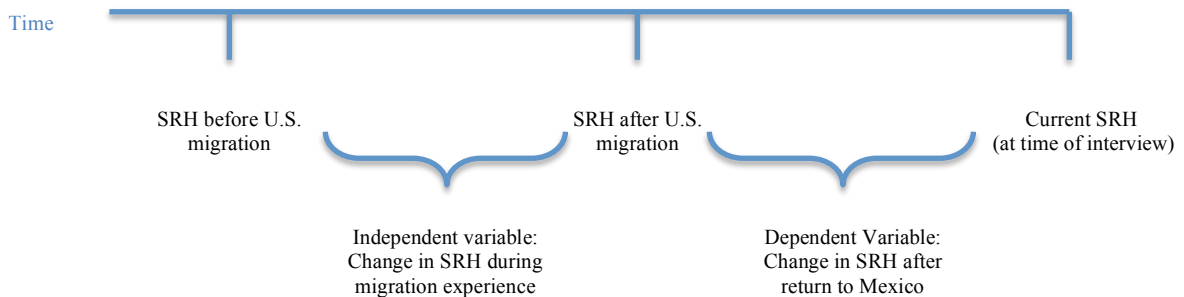 Time
SRH before U.S.
migration
SRH after U.S.
migration
Current SRH
(at time of interview)
Independent variable:
Change in SRH during
migration experience
Dependent Variable:
Change in SRH after
return to Mexico